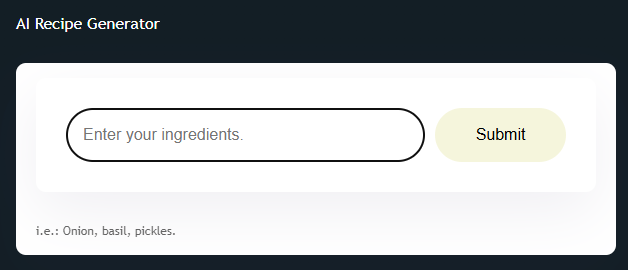 AI Recipe Generator
Enter your ingredients.
Submit
i.e.: Onion, basil, pickles.